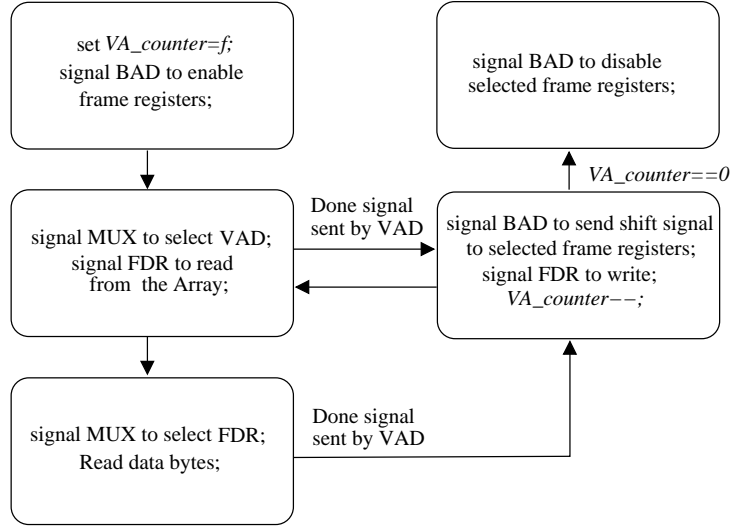 set VA_counter=f;
signal BAD to enable
frame registers;
signal BAD to disable
selected frame registers;
VA_counter==0
signal MUX to select VAD;
signal FDR to read
from the Array;
Done signal
sent by VAD
signal BAD to send shift signal
to selected frame registers;
signal FDR to write;
VA_counter−−;
signal MUX to select FDR;
Read data bytes;
Done signal
sent by VAD